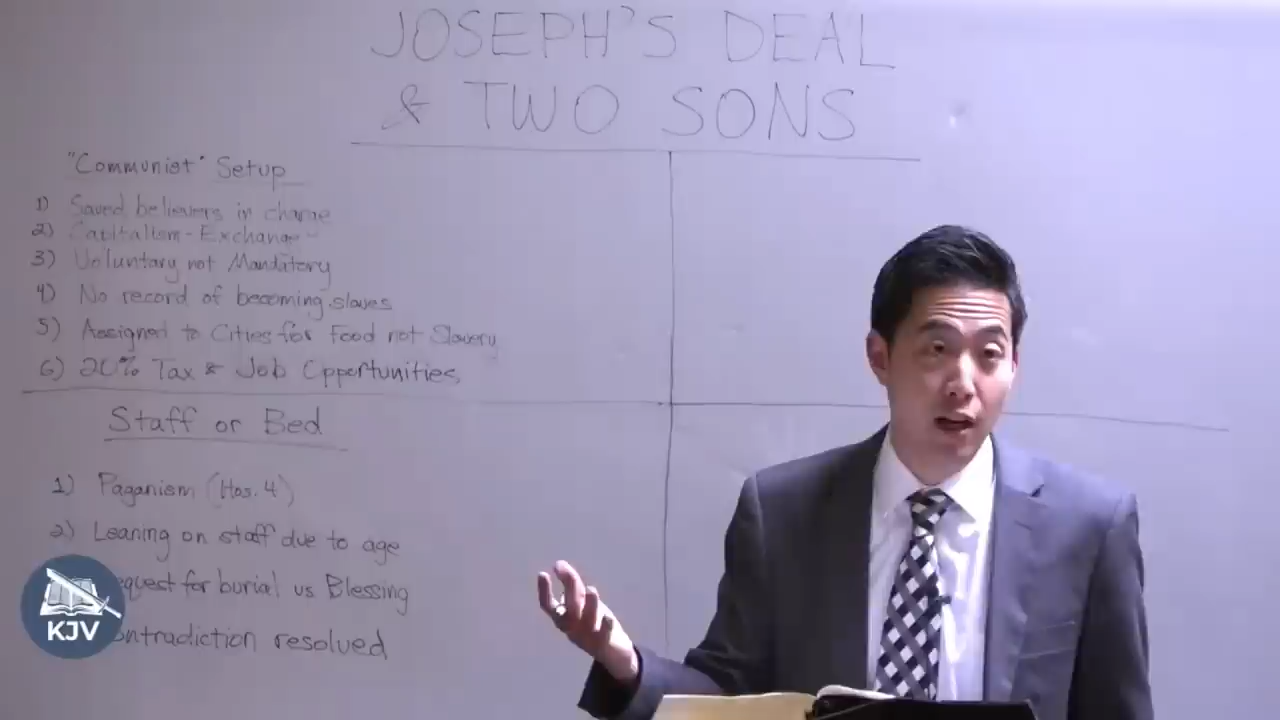 JOSEPH'S DEAL
& TWO SONS
"Communist" Setup
1) Saved believers in charge
2) Capitalism-Exchange
3) Voluntary not Mandatory
4) No record of becoming slaves
5) Assigned to Cities for Food not Slavery
6) 20% Tax & Job Opportunities
Staff or Bed
1) Paganism (Hos. 4)
2) Leaning on staff due to age
equest for burial vs Blessing
ontradiction resolved
KJV